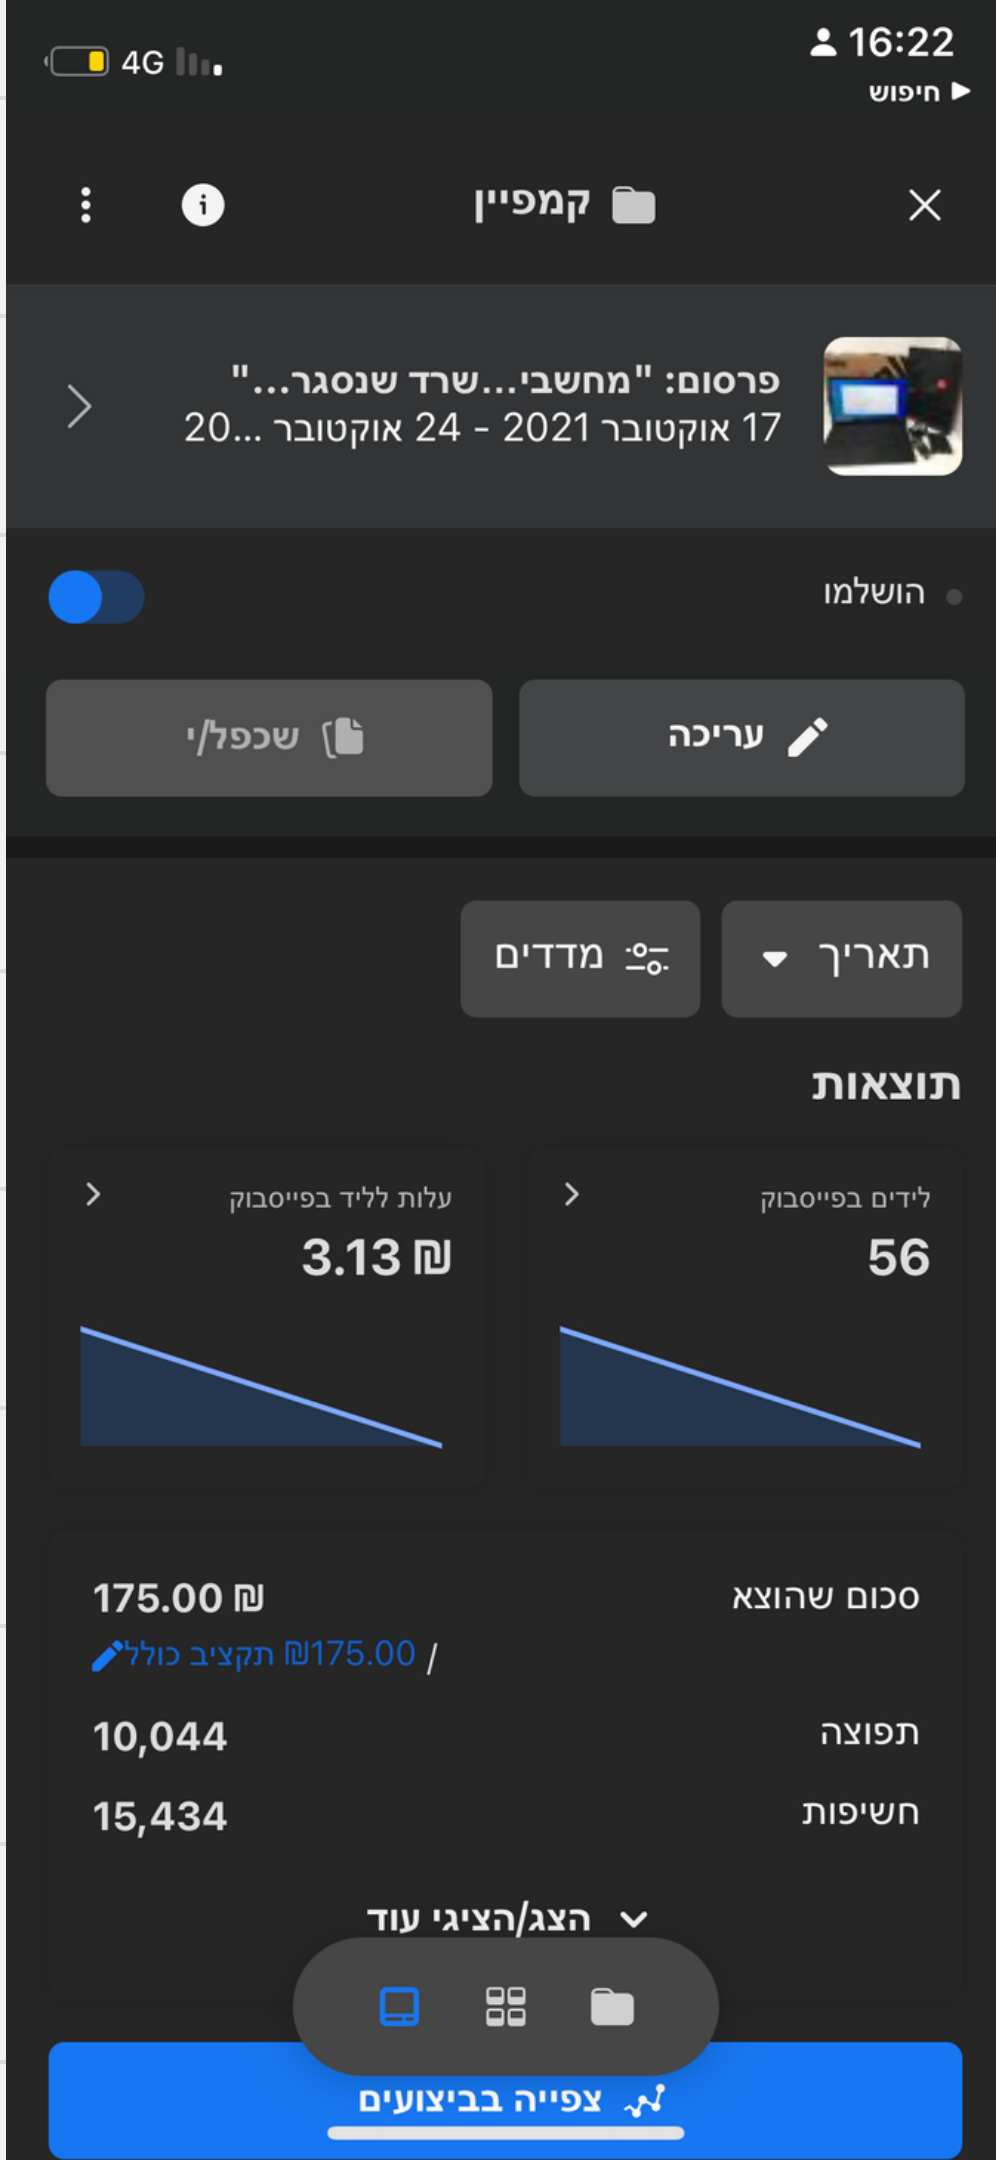 16:22
4G
חיפוש
קמפיין
פרסום: "מחשבי...שרד שנסגר..."
17 אוקטובר 2021 - 24 אוקטובר ...20
הושלמו
עריכה
שכפל/י
תאריך
מדדים
תוצאות
לידים בפייסבוק
56
עלות לליד בפייסבוק
3.13 ₪
סכום שהוצא
175.00 ₪
/ ₪175.00 תקציב כולל
תפוצה
10,044
חשיפות
15,434
הצג/הציגי עוד
צפייה בביצועים